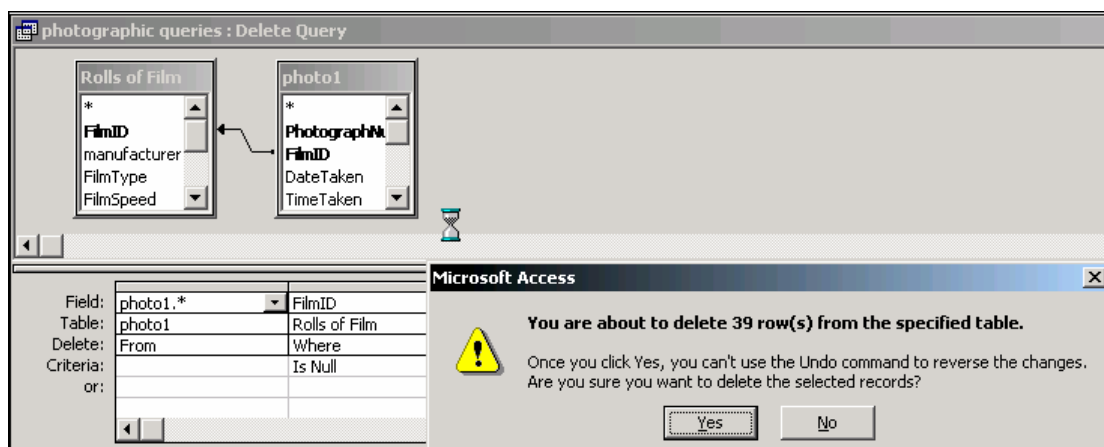 photographic queries : Delete Query
Rolls of Film
*
FilmID
manufacturer
FilmType
FilmSpeed
photo1
*
PhotographNu
FilmID
DateTaken
TimeTaken
Field: photo1.* FilmID
Table: photo1 Rolls of Film
Delete: From Where
Criteria: Is Null
or:
Microsoft Access
You are about to delete 39 row(s) from the specified table.
Once you click Yes, you can't use the Undo command to reverse the changes.
Are you sure you want to delete the selected records?
Yes No